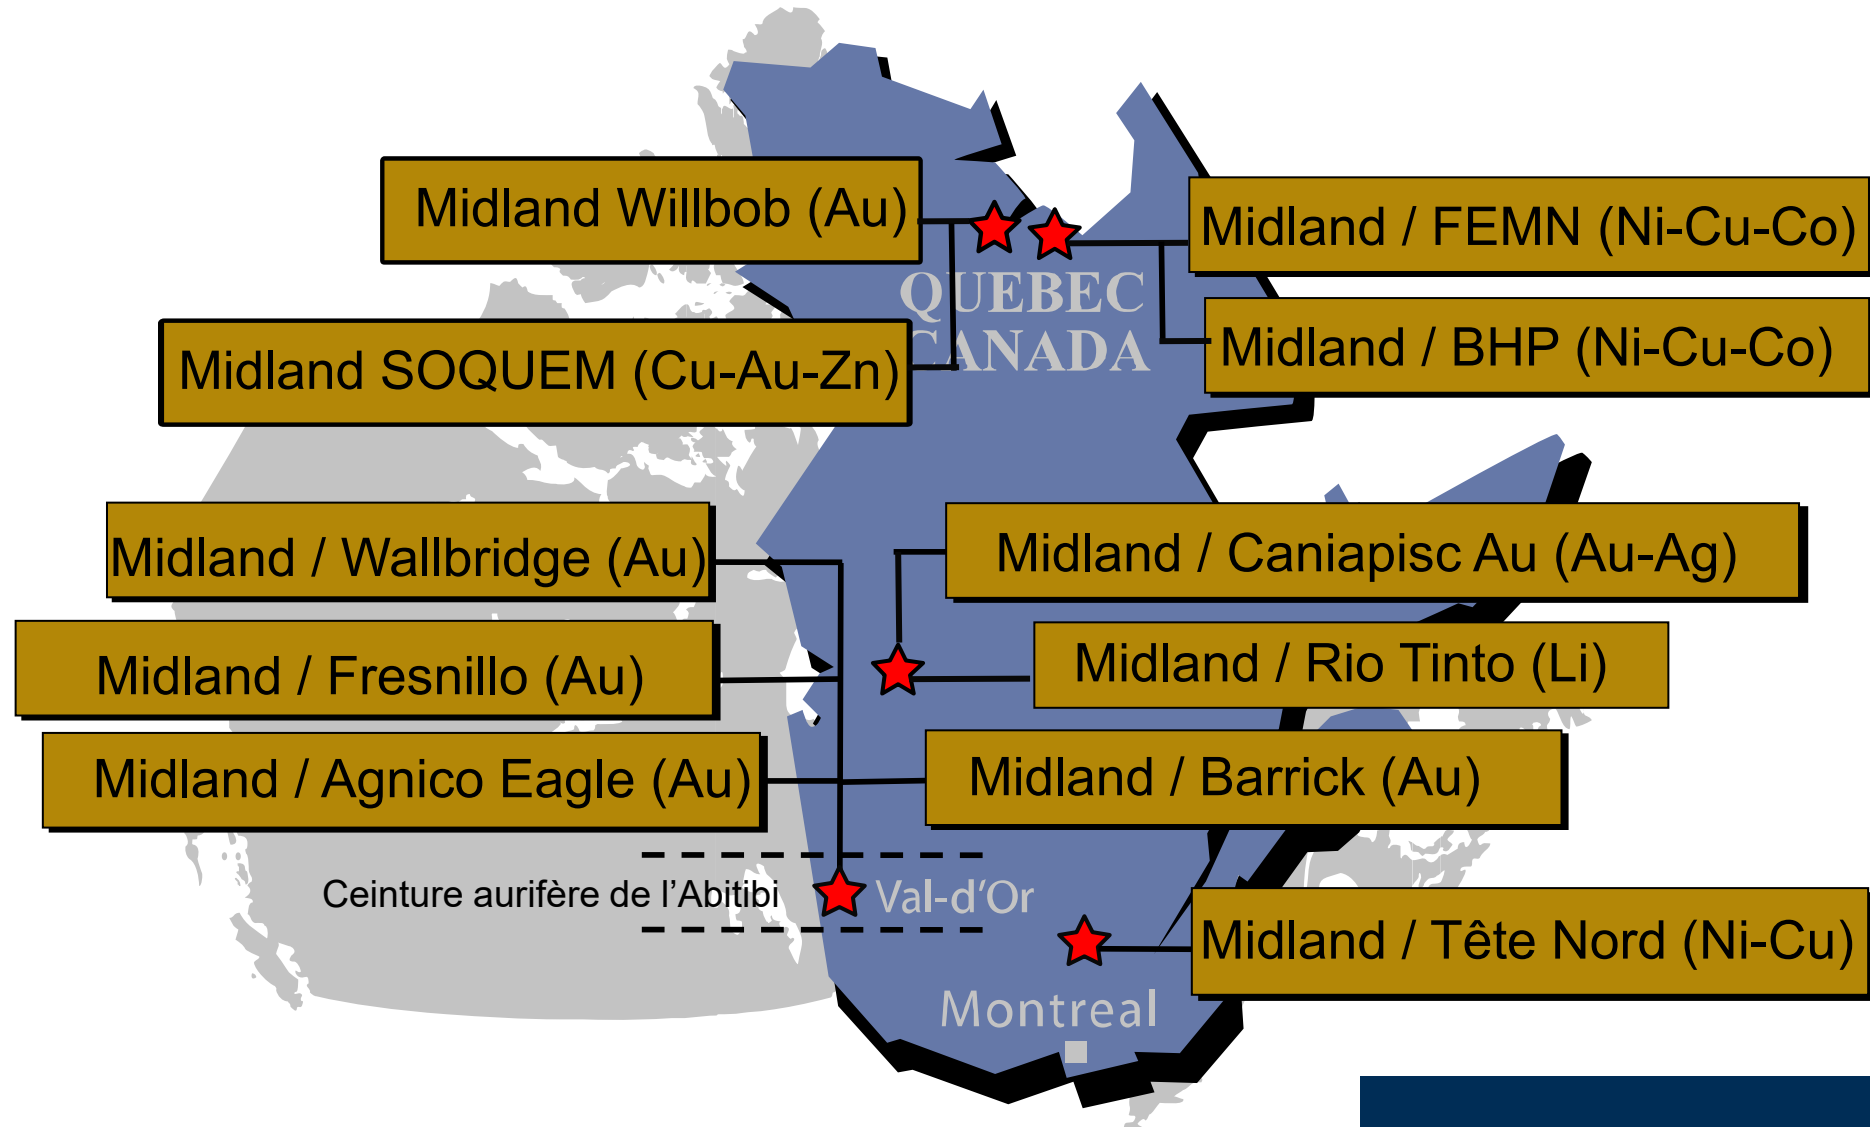 Midland Willbob (Au)
Midland / FEMN (Ni-Cu-Co)
QUEBEC
CANADA
Midland / BHP (Ni-Cu-Co)
Midland SOQUEM (Cu-Au-Zn)
Midland / Wallbridge (Au)
Midland / Caniapisc Au (Au-Ag)
Midland / Fresnillo (Au)
Midland / Rio Tinto (Li)
Midland / Agnico Eagle (Au)
Midland / Barrick (Au)
Ceinture aurifère de l’Abitibi
Val-d'Or
Midland / Tête Nord (Ni-Cu)
Montreal